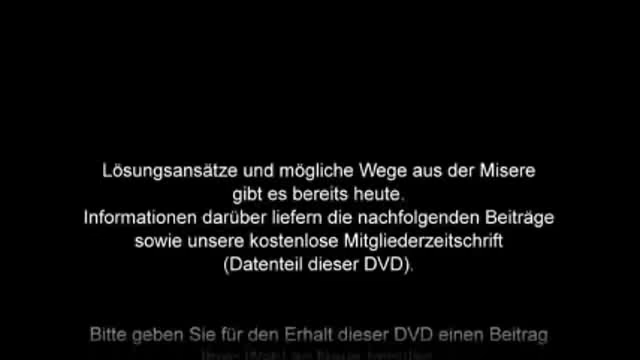 Lösungsansätze und mögliche Wege aus der Misere
gibt es bereits heute.
Informationen darüber liefern die nachfolgenden Beiträge
sowie unsere kostenlose Mitgliederzeitschrift
(Datenteil dieser DVD).
Bitte geben Sie für den Erhalt dieser DVD einen Beitrag